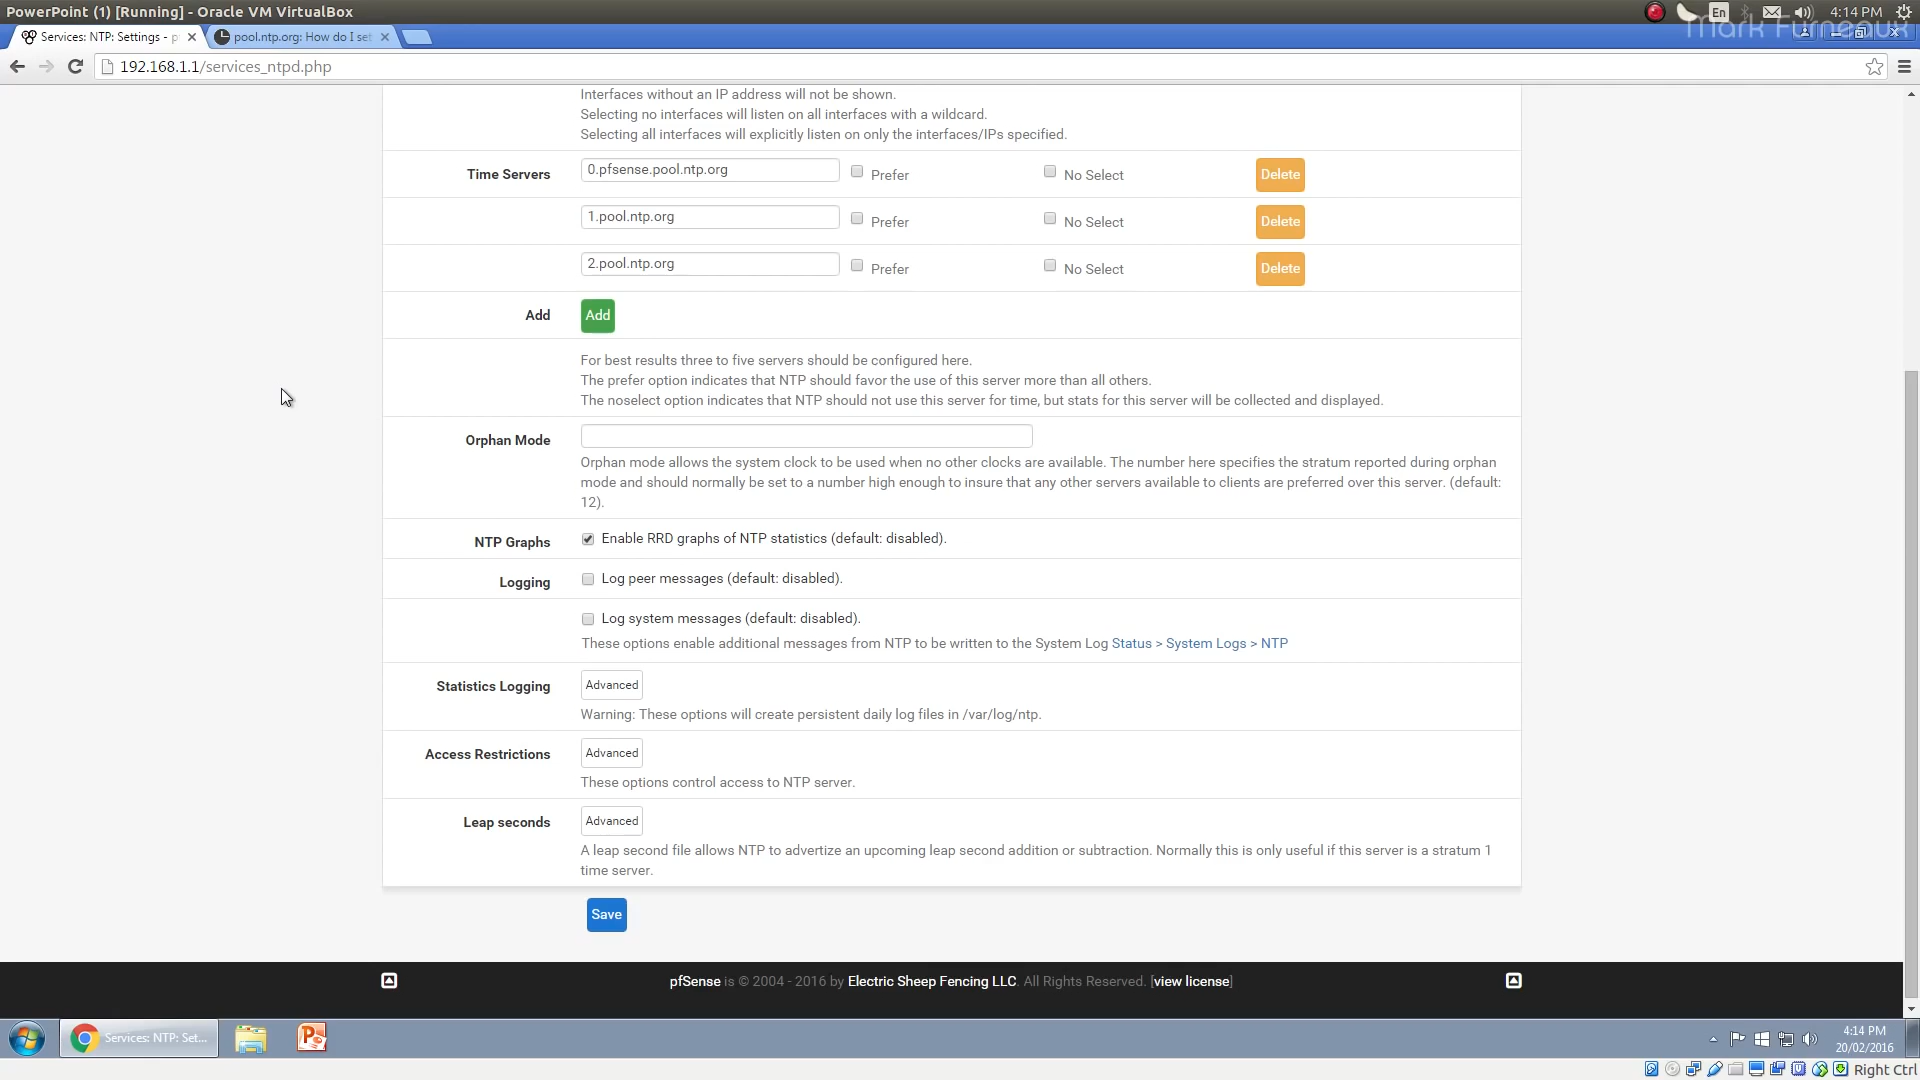 PowerPoint (1) [Running] - Oracle VM VirtualBox
En
4:14 PM
Mark Furneaux
Services: NTP: Settings - p
pool.ntp.org: How do I set
192.168.1.1/services_ntpd.php
Interfaces without an IP address will not be shown.
Selecting no interfaces will listen on all interfaces with a wildcard.
Selecting all interfaces will explicitly listen on only the interfaces/IPs specified.
Time Servers 0.pfsense.pool.ntp.org Prefer No Select Delete
1.pool.ntp.org Prefer No Select Delete
2.pool.ntp.org Prefer No Select Delete
Add Add
For best results three to five servers should be configured here.
The prefer option indicates that NTP should favor the use of this server more than all others.
The noselect option indicates that NTP should not use this server for time, but stats for this server will be collected and displayed.
Orphan Mode
Orphan mode allows the system clock to be used when no other clocks are available. The number here specifies the stratum reported during orphan
mode and should normally be set to a number high enough to insure that any other servers available to clients are preferred over this server. (default:
12).
NTP Graphs Enable RRD graphs of NTP statistics (default: disabled).
Logging Log peer messages (default: disabled).
Log system messages (default: disabled).
These options enable additional messages from NTP to be written to the System Log Status > System Logs > NTP
Statistics Logging Advanced
Warning: These options will create persistent daily log files in /var/log/ntp.
Access Restrictions Advanced
These options control access to NTP server.
Leap seconds Advanced
A leap second file allows NTP to advertize an upcoming leap second addition or subtraction. Normally this is only useful if this server is a stratum 1
time server.
Save
pfSense is © 2004 - 2016 by Electric Sheep Fencing LLC. All Rights Reserved. [view license]
Services: NTP: Set...
4:14 PM
20/02/2016
Right Ctrl